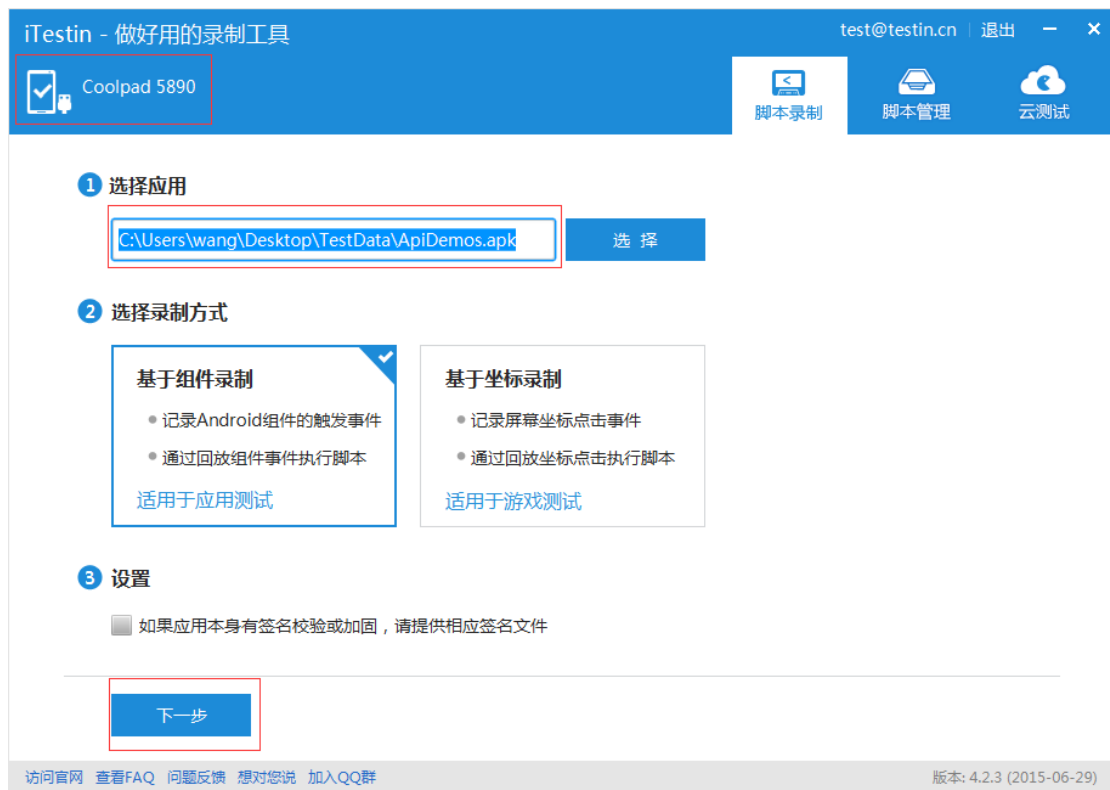 iTestin - 做好用的录制工具
test@testin.cn 退出
Coolpad 5890
脚本录制
脚本管理
云测试
1 选择应用
C:\Users\wang\Desktop\TestData\ApiDemos.apk
选 择
2 选择录制方式
基于组件录制
记录Android组件的触发事件
通过回放组件事件执行脚本
适用于应用测试
基于坐标录制
记录屏幕坐标点击事件
通过回放坐标点击执行脚本
适用于游戏测试
3 设置
如果应用本身有签名校验或加固，请提供相应签名文件
下一步
访问官网 查看FAQ 问题反馈 想对您说 加入QQ群
版本: 4.2.3 (2015-06-29)